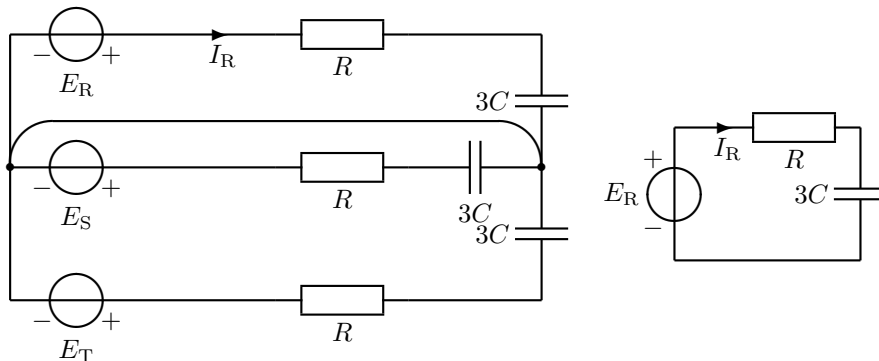 − + I_R R
E_R
3C
− + R 3C
E_S
3C
− + R
E_T
+ I_R R
E_R 3C
−